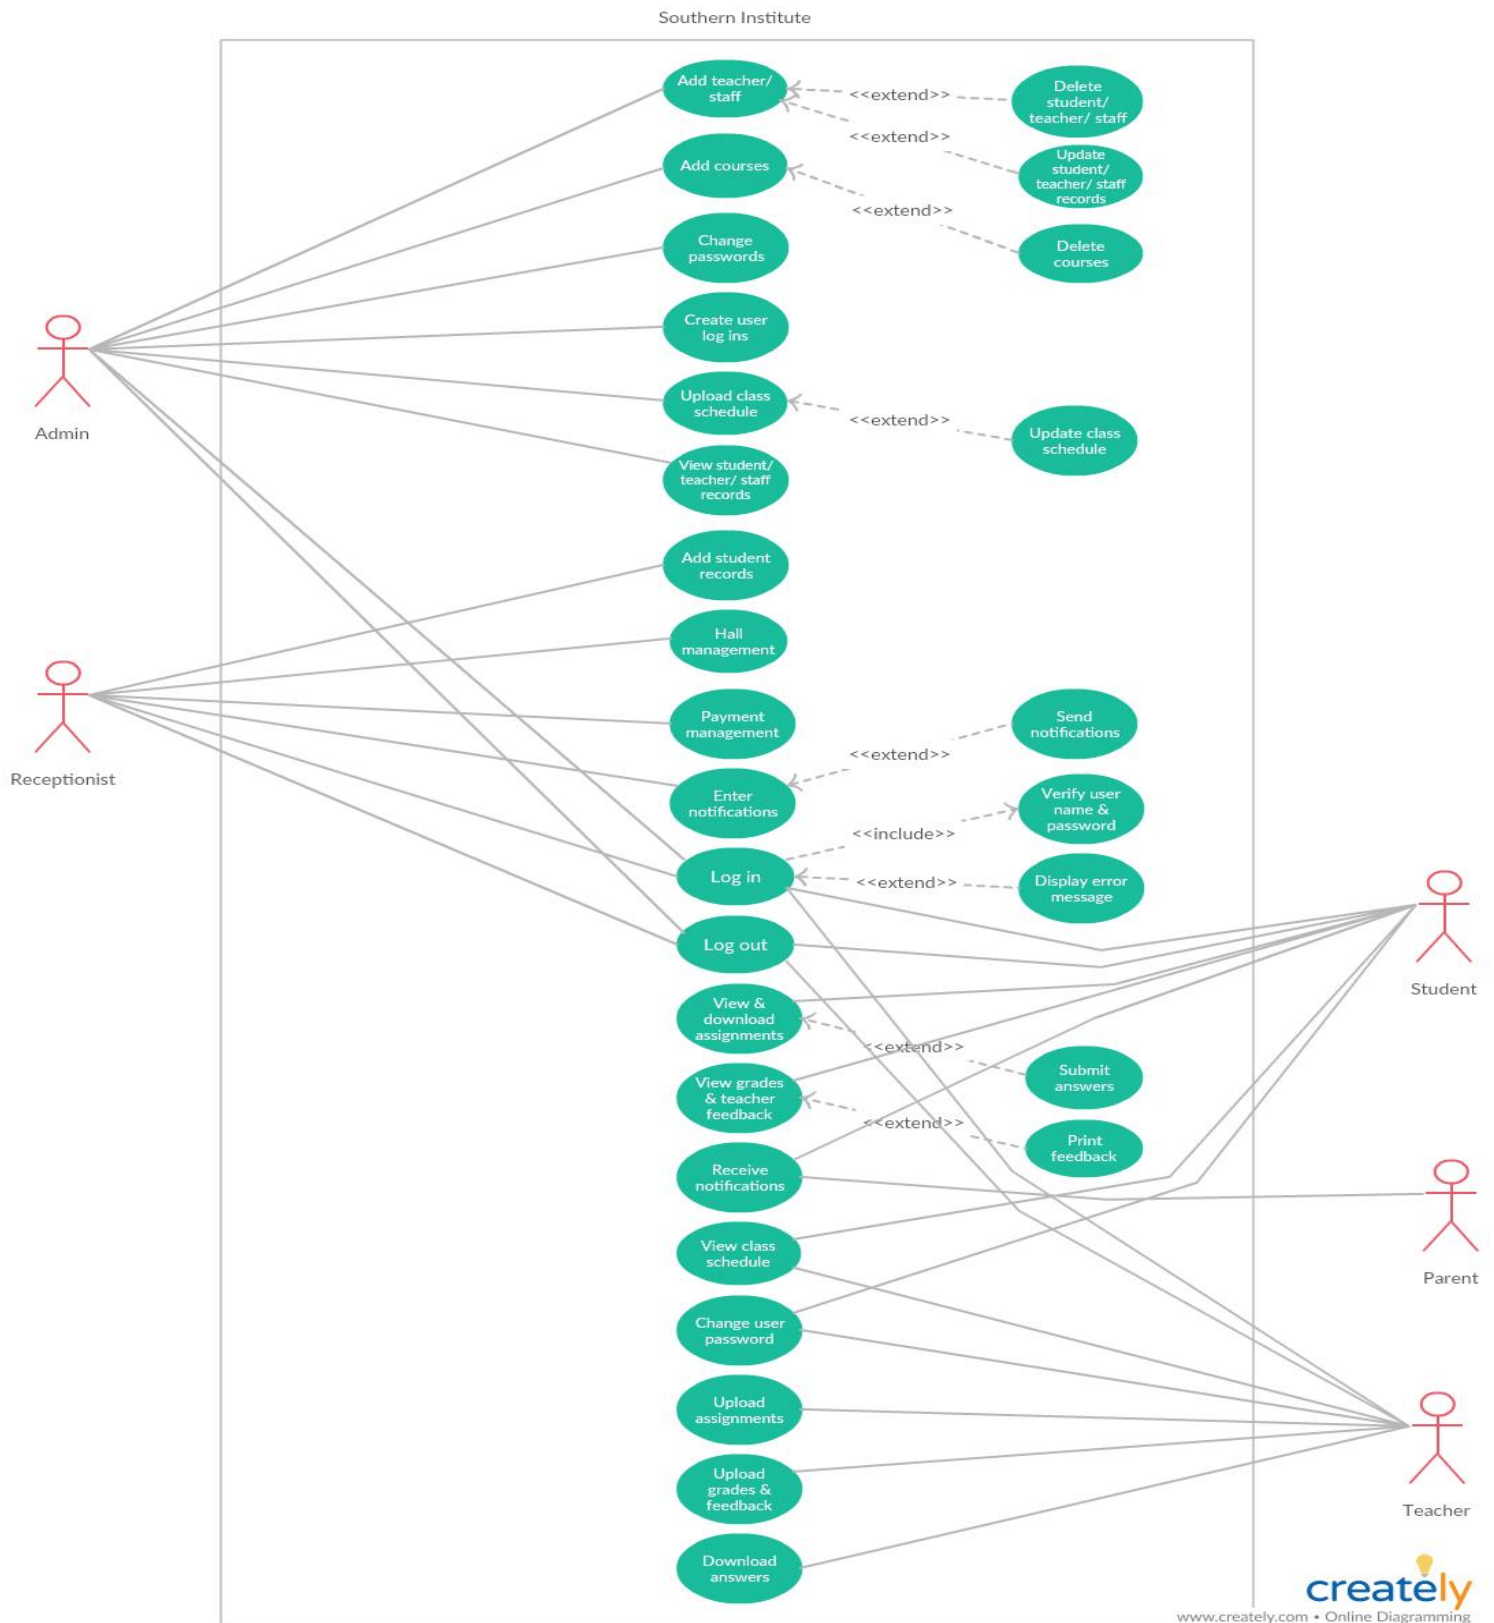 Southern Institute
Add teacher/
staff
<<extend>>
Delete
student/
teacher/ staff
<<extend>>
Update
student/
teacher/ staff
records
Add courses
<<extend>>
Delete
courses
Change
passwords
Create user
log ins
Admin
Upload class
schedule
<<extend>>
Update class
schedule
View student/
teacher/ staff
records
Add student
records
Hall
management
Receptionist
Payment
management
Send
notifications
<<extend>>
Enter
notifications
Verify user
name &
password
<<include>>
Log in
<<extend>>
Display error
message
Log out
Student
View &
download
assignments
<<extend>>
Submit
answers
View grades
& teacher
feedback
<<extend>>
Print
feedback
Receive
notifications
Parent
View class
schedule
Change user
password
Upload
assignments
Upload
grades &
feedback
Teacher
Download
answers
creately
www.creately.com • Online Diagramming